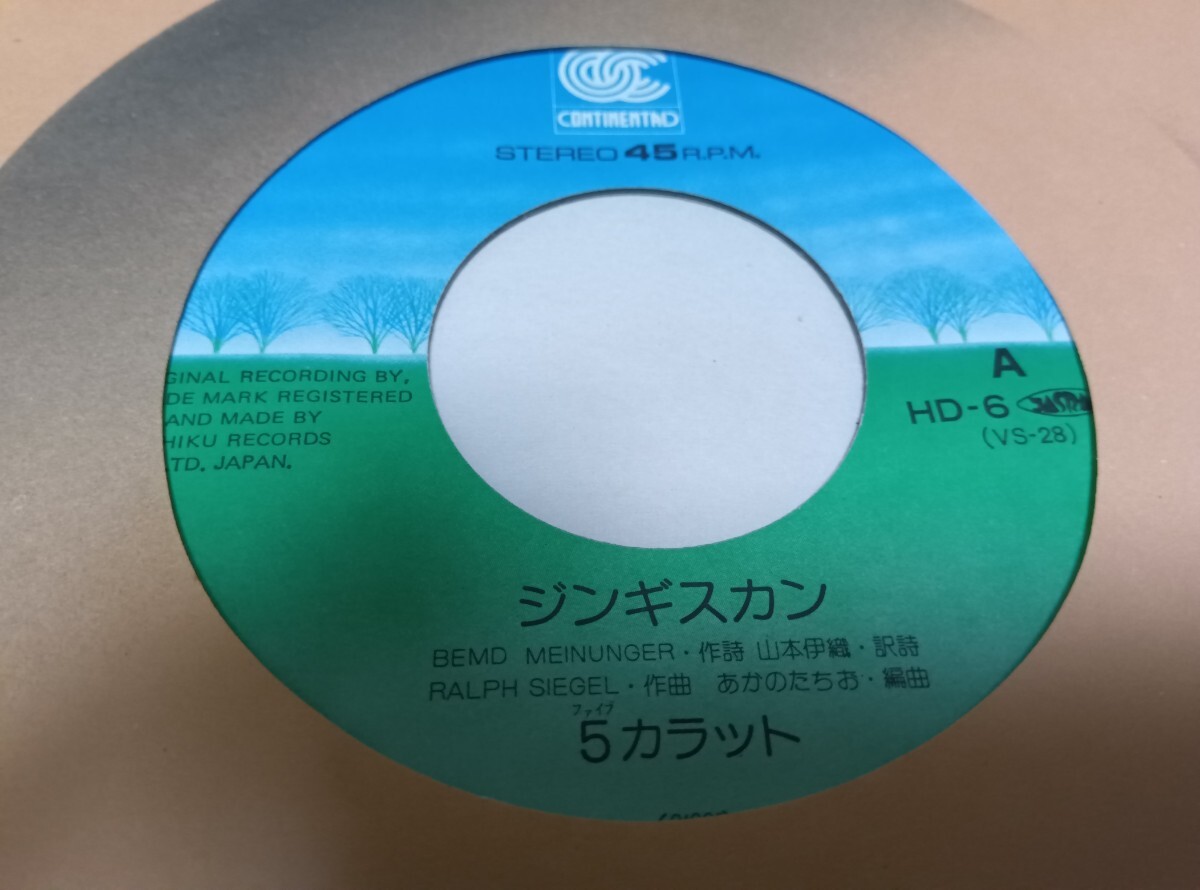 CONTINENTAL
STEREO 45 R.P.M.
GINAL RECORDING BY,
DE MARK REGISTERED
AND MADE BY
HIKU RECORDS
TD. JAPAN.
A
HD-6
(VS-28)
ジンギスカン
BEMD MEINUNGER・作詩 山本伊織・訳詩
RALPH SIEGEL・作曲 あかのたちお・編曲
ファイブ
5カラット